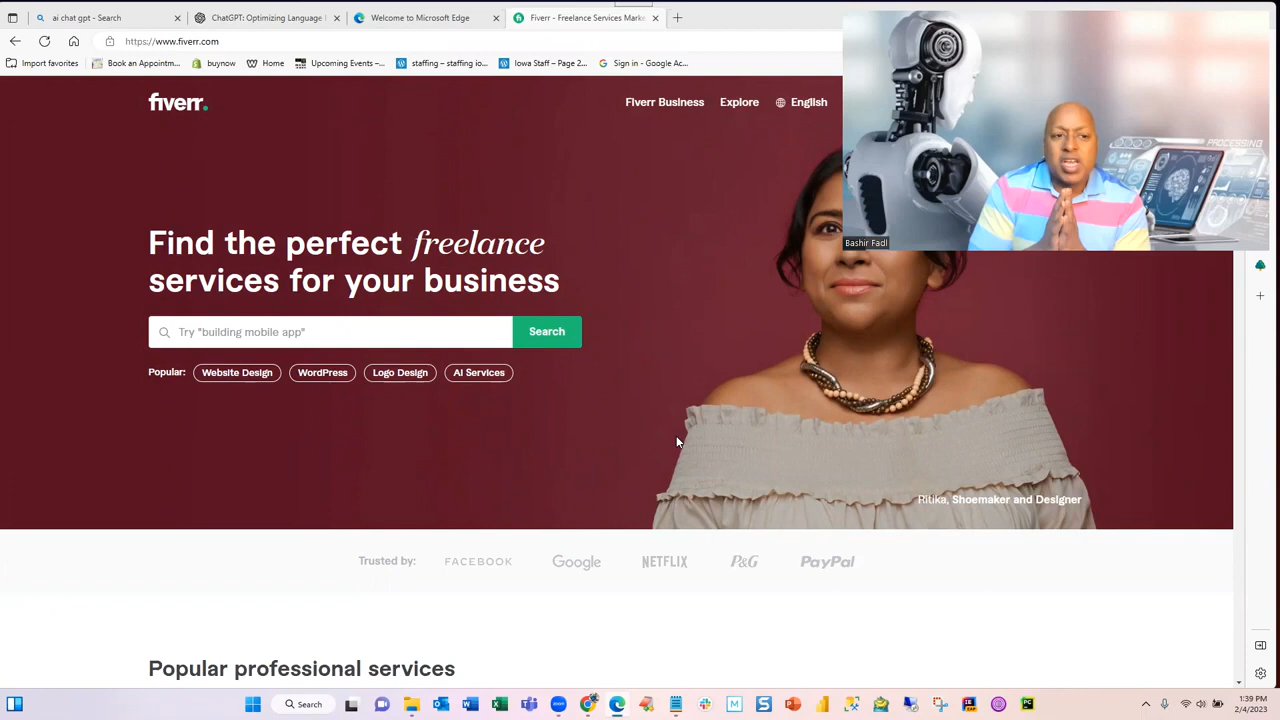 ai chat gpt - Search
ChatGPT: Optimizing Language
Welcome to Microsoft Edge
Fiverr - Freelance Services Marke
https://www.fiverr.com
Import favorites
Book an Appointm...
buynow
Home
Upcoming Events –...
staffing – staffing io...
Iowa Staff – Page 2...
Sign in - Google Ac...
fiverr.
Fiverr Business
Explore
English
PROCESSING
Bashir Fadl
Find the perfect freelance
services for your business
Try "building mobile app"
Search
Popular:
Website Design
WordPress
Logo Design
AI Services
Ritika, Shoemaker and Designer
Trusted by:
FACEBOOK
Google
NETFLIX
P&G
PayPal
Popular professional services
Search
1:39 PM
2/4/2023